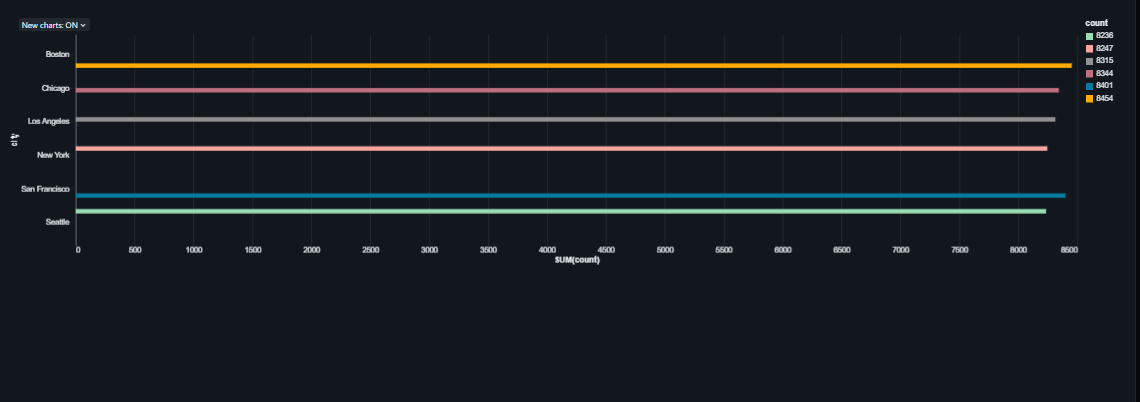 New charts: ON
count
8236
8247
8315
8344
8401
8454
Boston
Chicago
Los Angeles
New York
San Francisco
Seattle
city
0 500 1000 1500 2000 2500 3000 3500 4000 4500 5000 5500 6000 6500 7000 7500 8000 8500
SUM(count)